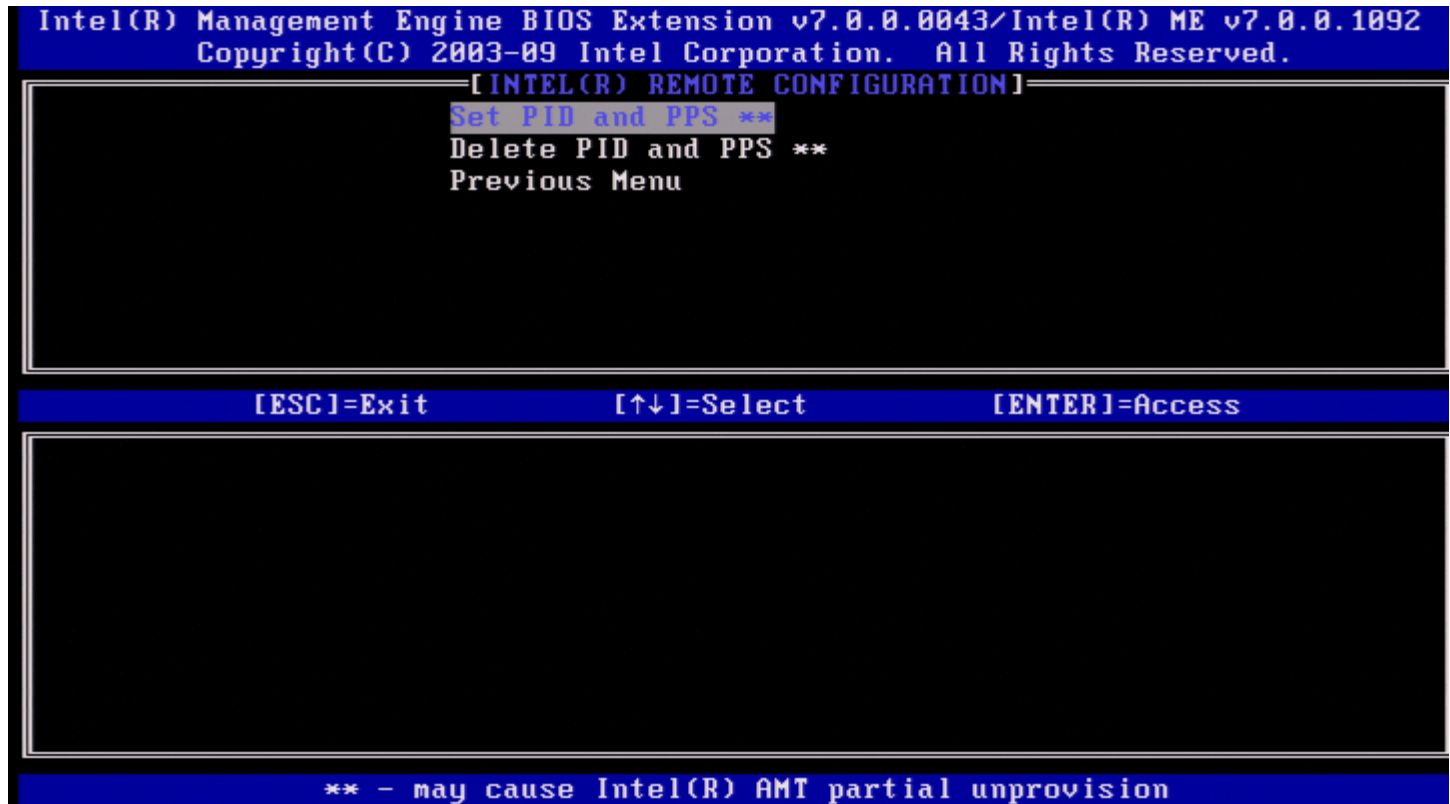 Intel(R) Management Engine BIOS Extension v7.0.0.0043/Intel(R) ME v7.0.0.1092
Copyright(C) 2003-09 Intel Corporation. All Rights Reserved.
[INTEL(R) REMOTE CONFIGURATION]
Set PID and PPS **
Delete PID and PPS **
Previous Menu
[ESC]=Exit [↑↓]=Select [ENTER]=Access
** - may cause Intel(R) AMT partial unprovision